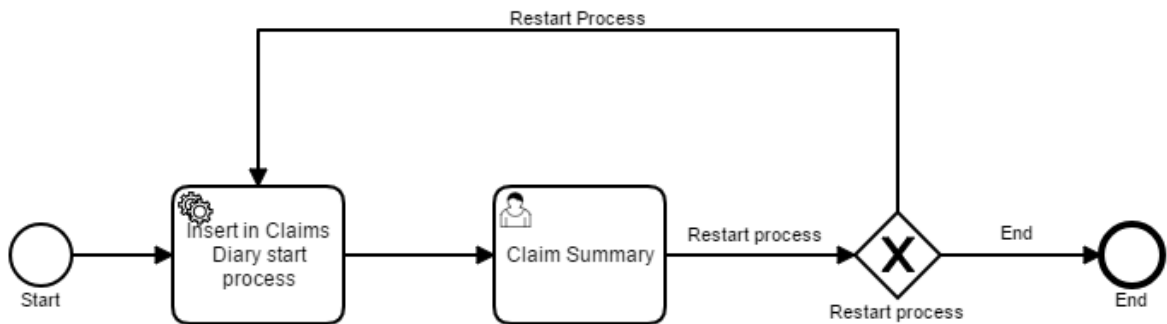 Restart Process
Insert in Claims
Diary start
process
Claim Summary
Restart process
End
Start
Restart process
End